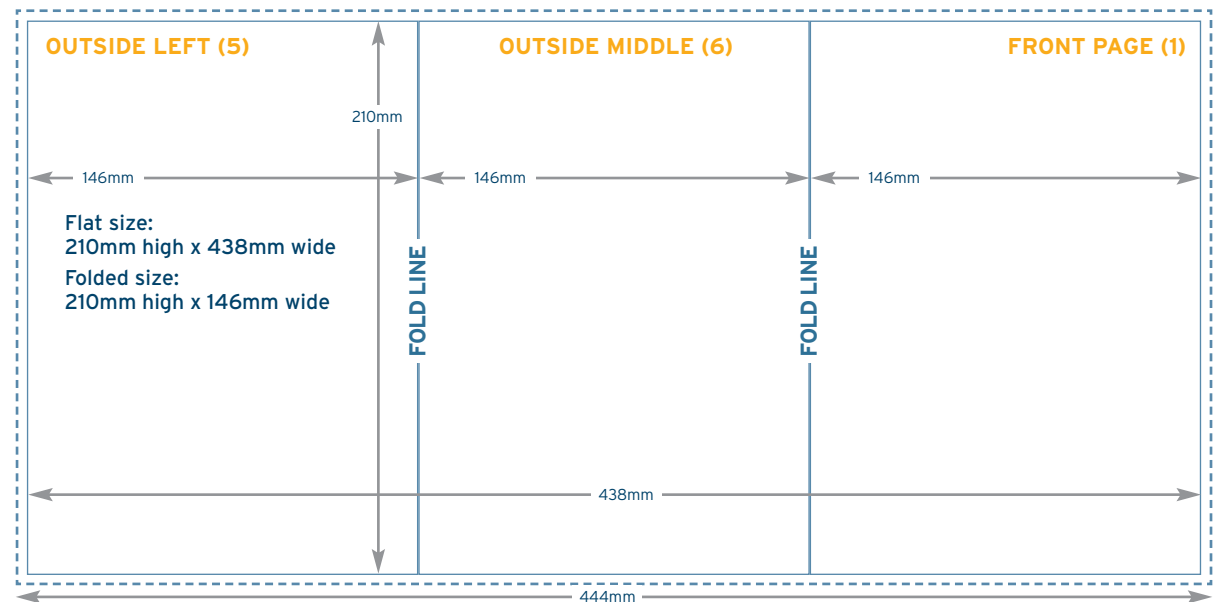 OUTSIDE LEFT (5)
OUTSIDE MIDDLE (6)
FRONT PAGE (1)
210mm
146mm
146mm
146mm
Flat size:
210mm high x 438mm wide
Folded size:
210mm high x 146mm wide
FOLD LINE
FOLD LINE
438mm
444mm